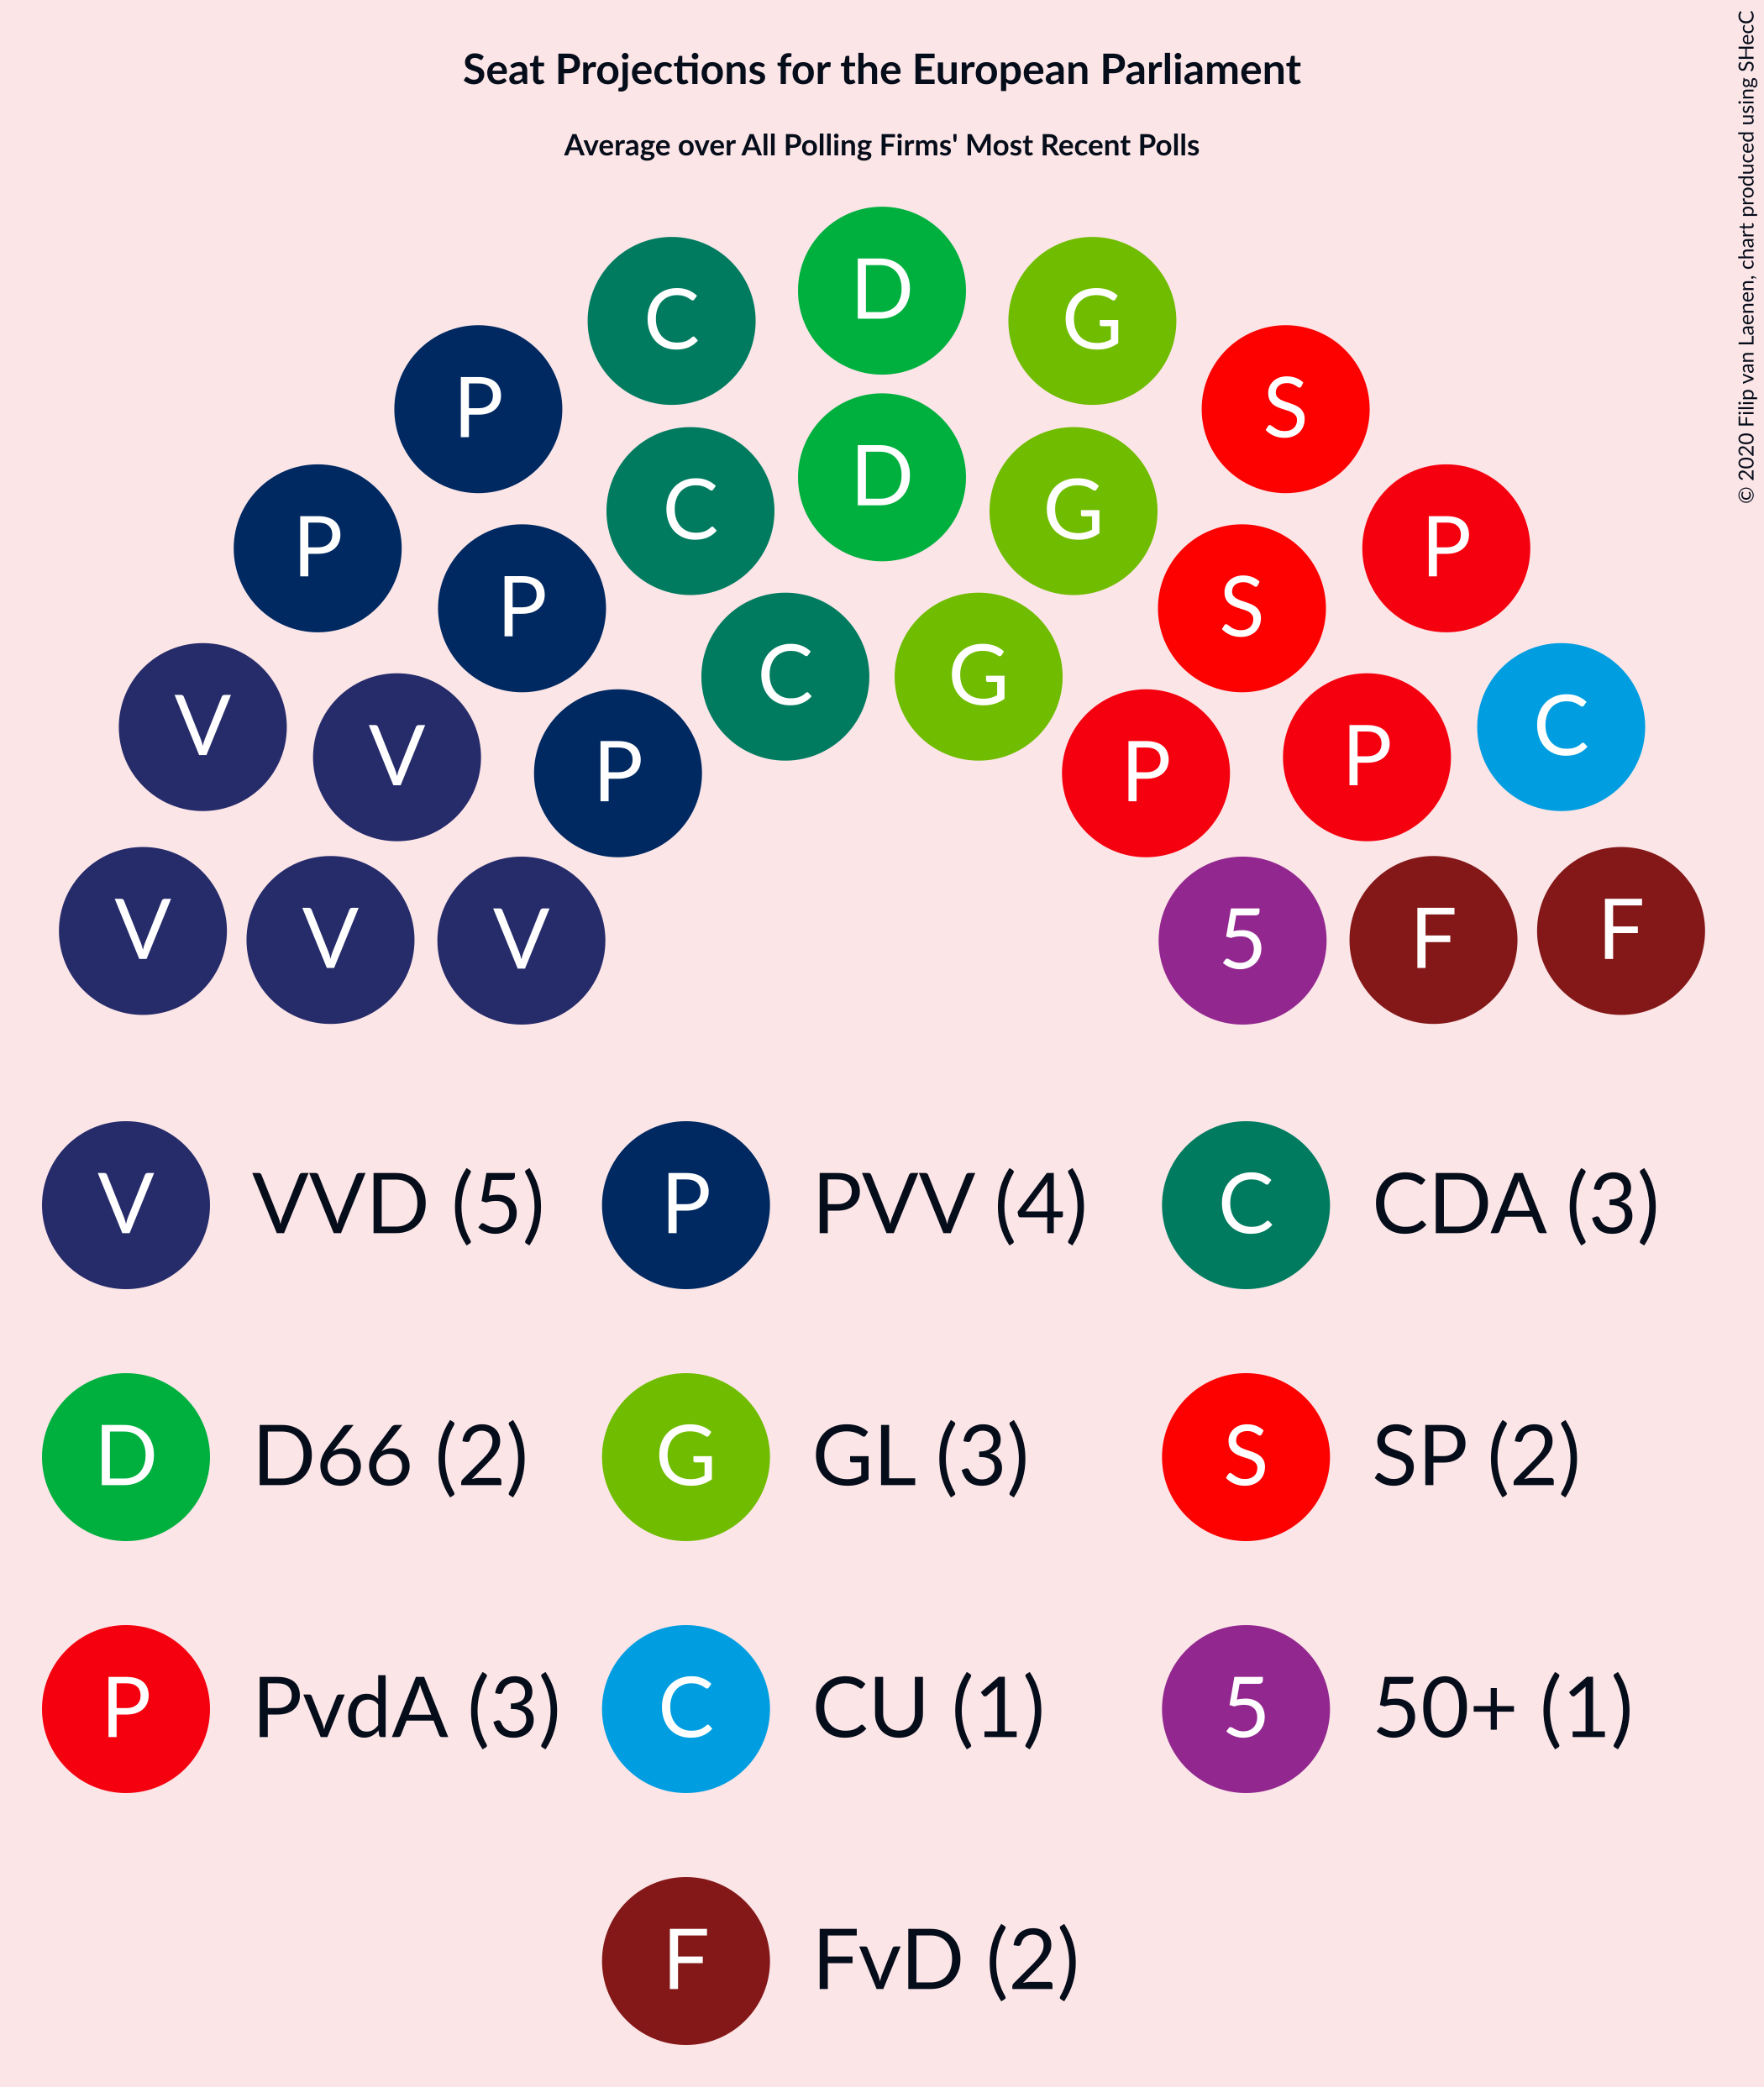 Seat Projections for the European Parliament
Average over All Polling Firms' Most Recent Polls
© 2020 Filip van Laenen, chart produced using SHecC
D
C G
P S
D
C G
P P
P S
C G
V C
V P
P P
V F
V V 5 F
V VVD (5) P PVV (4) C CDA (3)
D D66 (2) G GL (3) S SP (2)
P PvdA (3) C CU (1) 5 50+ (1)
F FvD (2)